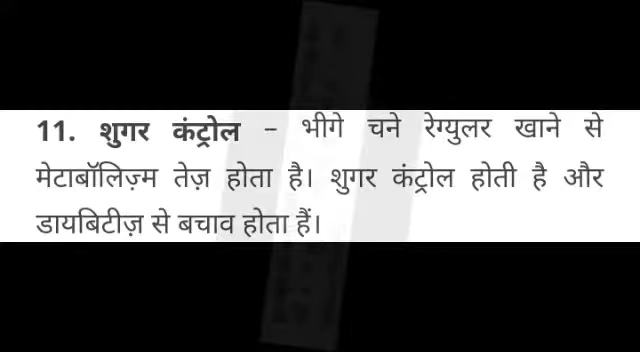 11. शुगर कंट्रोल – भीगे चने रेग्युलर खाने से
मेटाबॉलिज़्म तेज़ होता है। शुगर कंट्रोल होती है और
डायबिटीज़ से बचाव होता हैं।